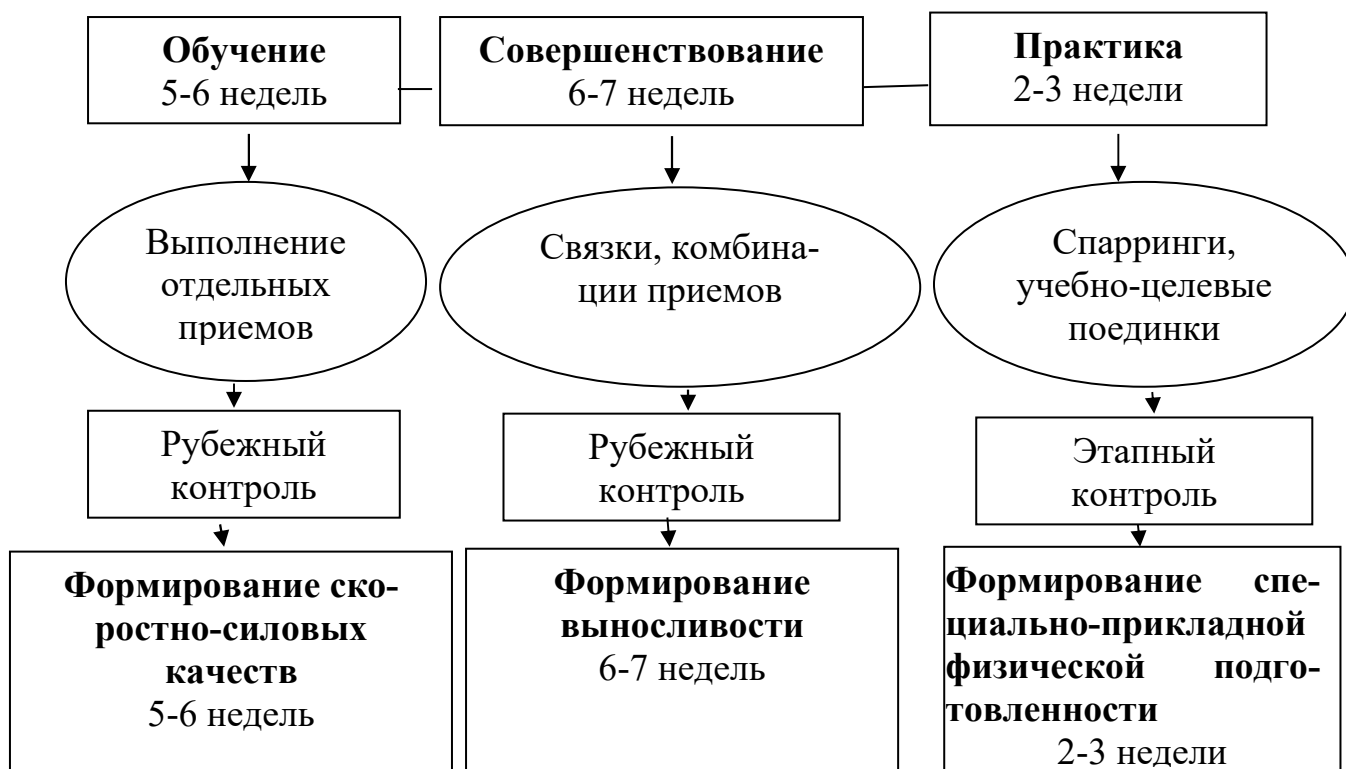 Обучение
5-6 недель
Совершенствование
6-7 недель
Практика
2-3 недели
Выполнение
отдельных
приемов
Связки, комбина-
ции приемов
Спарринги,
учебно-целевые
поединки
Рубежный
контроль
Рубежный
контроль
Этапный
контроль
Формирование ско-
ростно-силовых
качеств
5-6 недель
Формирование
выносливости
6-7 недель
Формирование спе-
циально-прикладной
физической подго-
товленности
2-3 недели